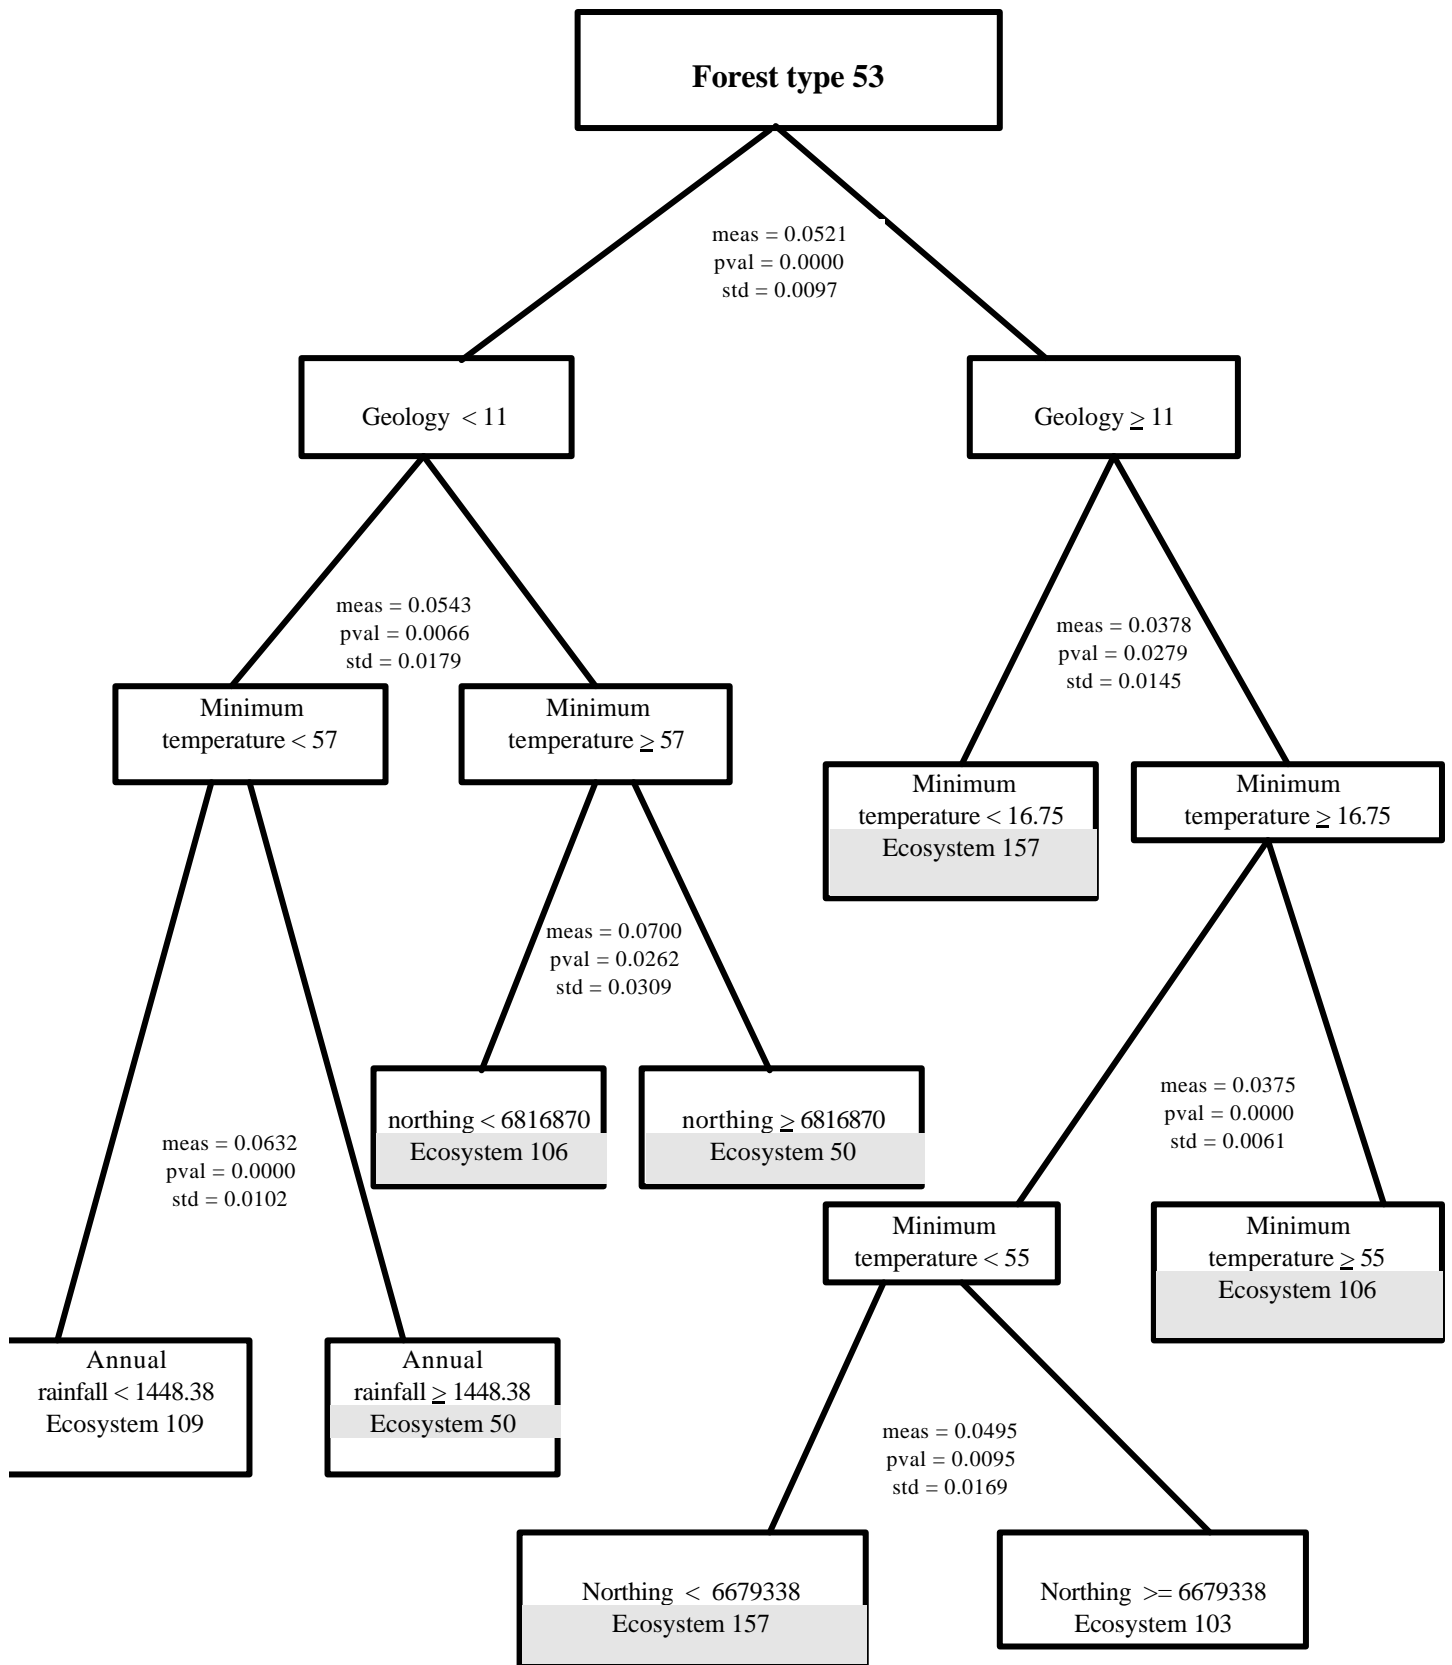 Forest type 53
meas = 0.0521
pval = 0.0000
std = 0.0097
Geology < 11
Geology ≥ 11
meas = 0.0543
pval = 0.0066
std = 0.0179
meas = 0.0378
pval = 0.0279
std = 0.0145
Minimum
temperature < 57
Minimum
temperature ≥ 57
Minimum
temperature < 16.75
Ecosystem 157
Minimum
temperature ≥ 16.75
meas = 0.0700
pval = 0.0262
std = 0.0309
northing < 6816870
Ecosystem 106
northing ≥ 6816870
Ecosystem 50
meas = 0.0375
pval = 0.0000
std = 0.0061
meas = 0.0632
pval = 0.0000
std = 0.0102
Minimum
temperature < 55
Minimum
temperature ≥ 55
Ecosystem 106
Annual
rainfall < 1448.38
Ecosystem 109
Annual
rainfall ≥ 1448.38
Ecosystem 50
meas = 0.0495
pval = 0.0095
std = 0.0169
Northing < 6679338
Ecosystem 157
Northing >= 6679338
Ecosystem 103